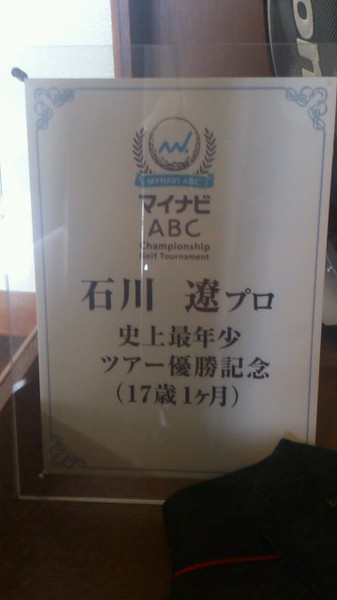 MYNAVI ABC
マイナビ
ABC
Championship
Golf Tournament
石川 遼プロ
史上最年少
ツアー優勝記念
(17歳1ヶ月)